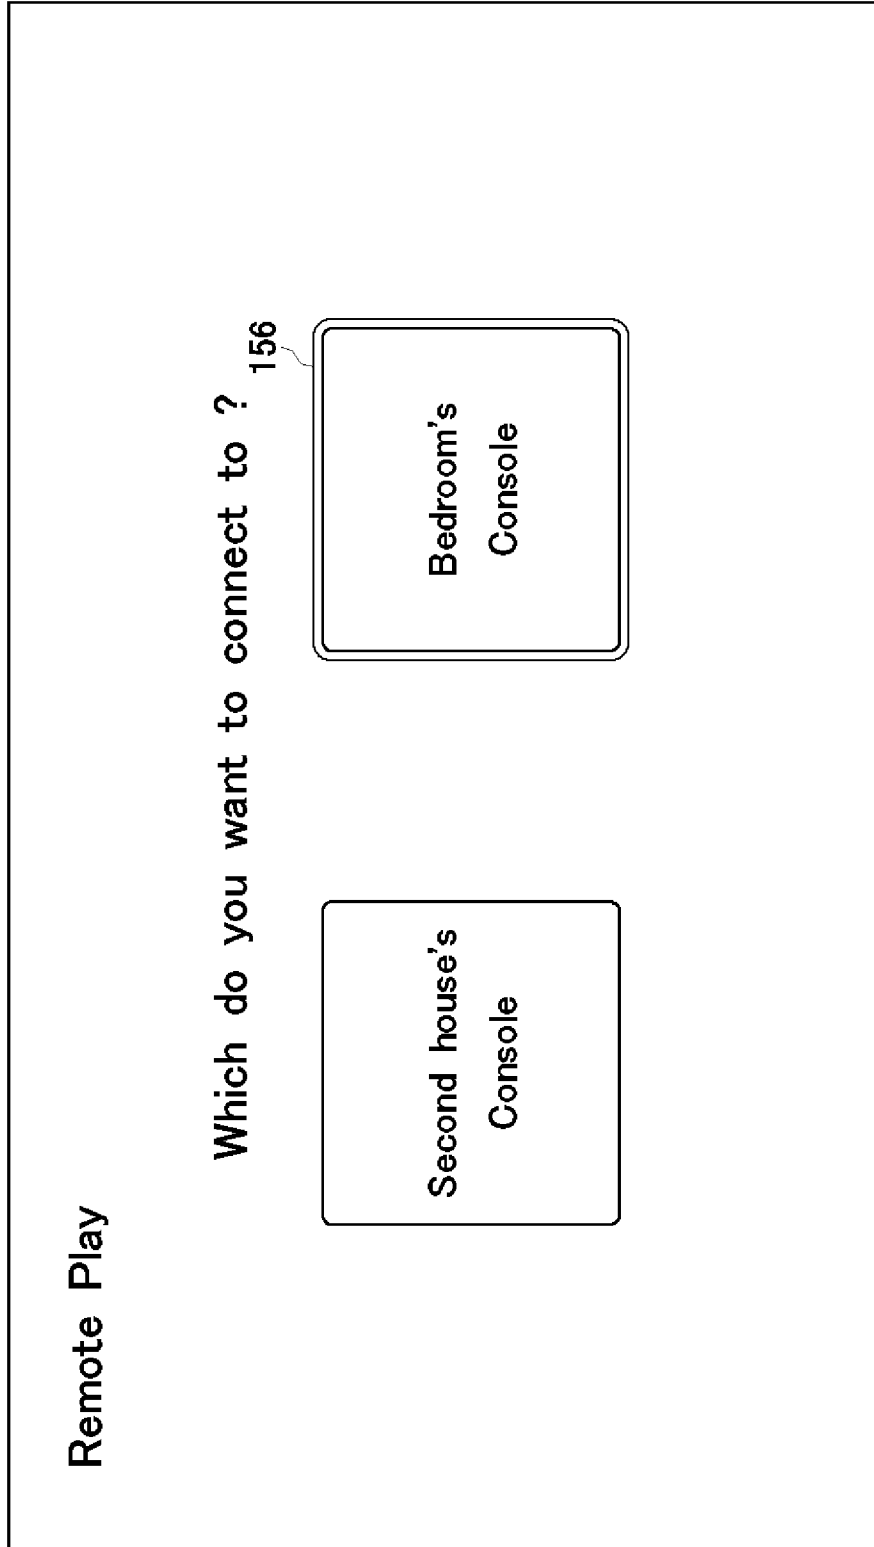 Remote Play
Which do you want to connect to ?
156
Second house's
Console
Bedroom's
Console